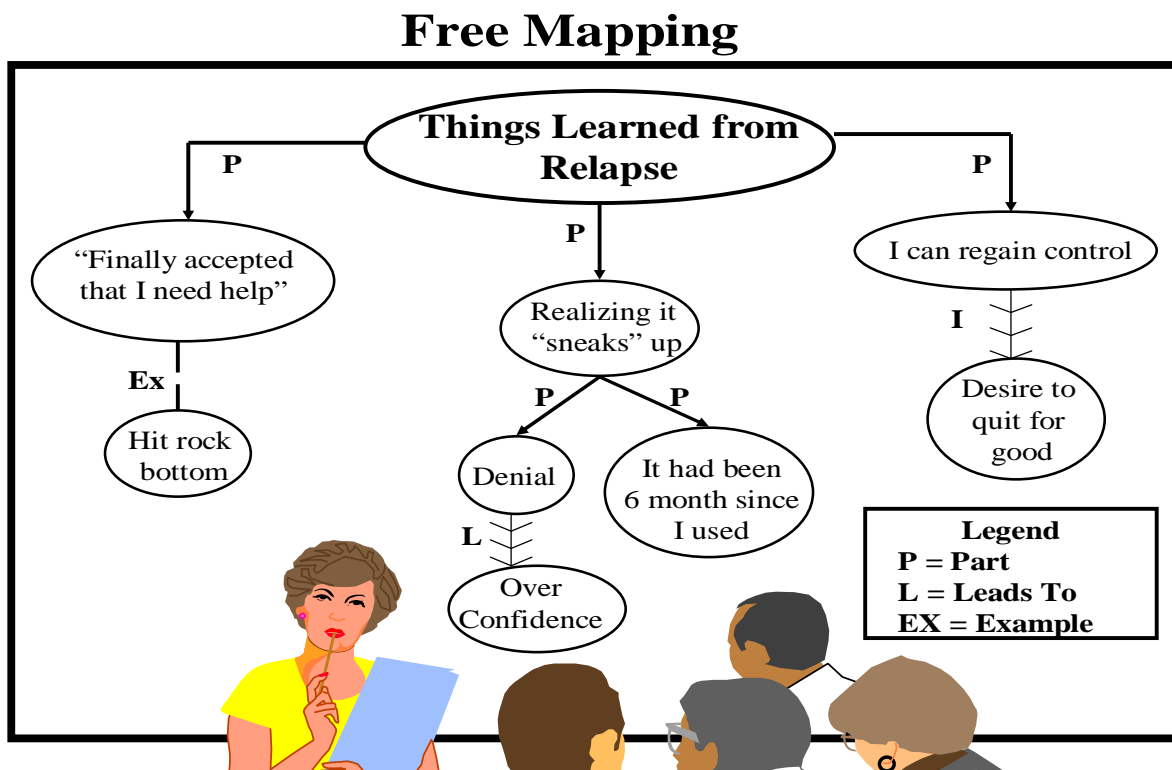 Free Mapping
Things Learned from
Relapse
P
P
P
“Finally accepted
that I need help”
Ex
Hit rock
bottom
Realizing it
“sneaks” up
P
P
Denial
L
Over
Confidence
It had been
6 month since
I used
I can regain control
I
Desire to
quit for
good
Legend
P = Part
L = Leads To
EX = Example